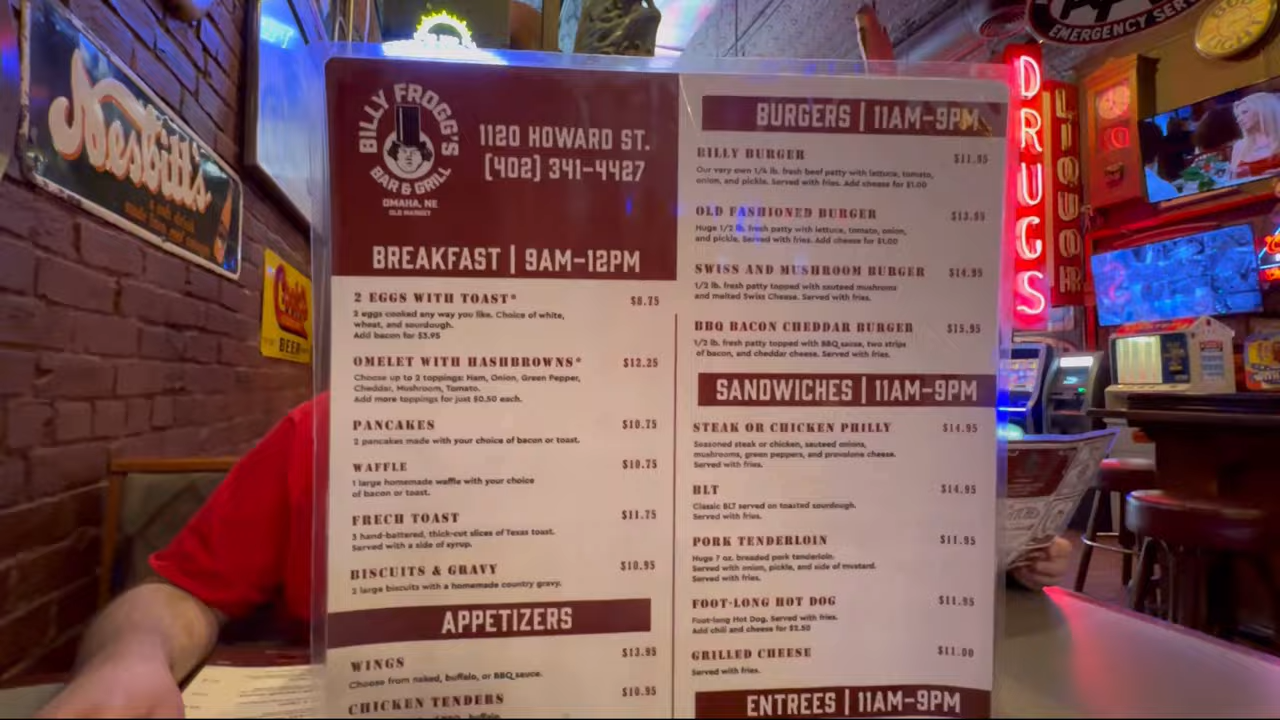 BILLY FROGG'S
BAR & GRILL
OMAHA, NE
OLD MARKET
1120 HOWARD ST.
(402) 341-4427
BREAKFAST | 9AM-12PM
2 EGGS WITH TOAST* $8.75
2 eggs cooked any way you like. Choice of white,
wheat, and sourdough.
Add bacon for $3.95
OMELET WITH HASHBROWNS* $12.25
Choose up to 2 toppings: Ham, Onion, Green Pepper,
Cheddar, Mushroom, Tomato.
Add more toppings for just $0.50 each.
PANCAKES $10.75
2 pancakes made with your choice of bacon or toast.
WAFFLE $10.75
1 large homemade waffle with your choice
of bacon or toast.
FRECH TOAST $11.75
3 hand-battered, thick-cut slices of Texas toast.
Served with a side of syrup.
BISCUITS & GRAVY $10.95
2 large biscuits with a homemade country gravy.
APPETIZERS
WINGS $13.95
Choose from naked, buffalo, or BBQ sauce.
CHICKEN TENDERS $10.95
BURGERS | 11AM-9PM
BILLY BURGER $11.95
Our very own 1/4 lb. fresh beef patty with lettuce, tomato,
onion, and pickle. Served with fries. Add cheese for $1.00
OLD FASHIONED BURGER $13.95
Huge 1/2 lb. fresh patty with lettuce, tomato, onion,
and pickle. Served with fries. Add cheese for $1.00
SWISS AND MUSHROOM BURGER $14.95
1/2 lb. fresh patty topped with sauteed mushrooms
and melted Swiss Cheese. Served with fries.
BBQ BACON CHEDDAR BURGER $15.95
1/2 lb. fresh patty topped with BBQ sauce, two strips
of bacon, and cheddar cheese. Served with fries.
SANDWICHES | 11AM-9PM
STEAK OR CHICKEN PHILLY $14.95
Seasoned steak or chicken, sauteed onions,
mushrooms, green peppers, and provolone cheese.
Served with fries.
BLT $14.95
Classic BLT served on toasted sourdough.
Served with fries.
PORK TENDERLOIN $11.95
Huge 7 oz. breaded pork tenderloin.
Served with onion, pickle, and side of mustard.
Served with fries.
FOOT-LONG HOT DOG $11.95
Foot-long Hot Dog. Served with fries.
Add chili and cheese for $2.50
GRILLED CHEESE $11.00
Served with fries.
ENTREES | 11AM-9PM
DRUGS
LIQUOR
EMERGENCY
BEER